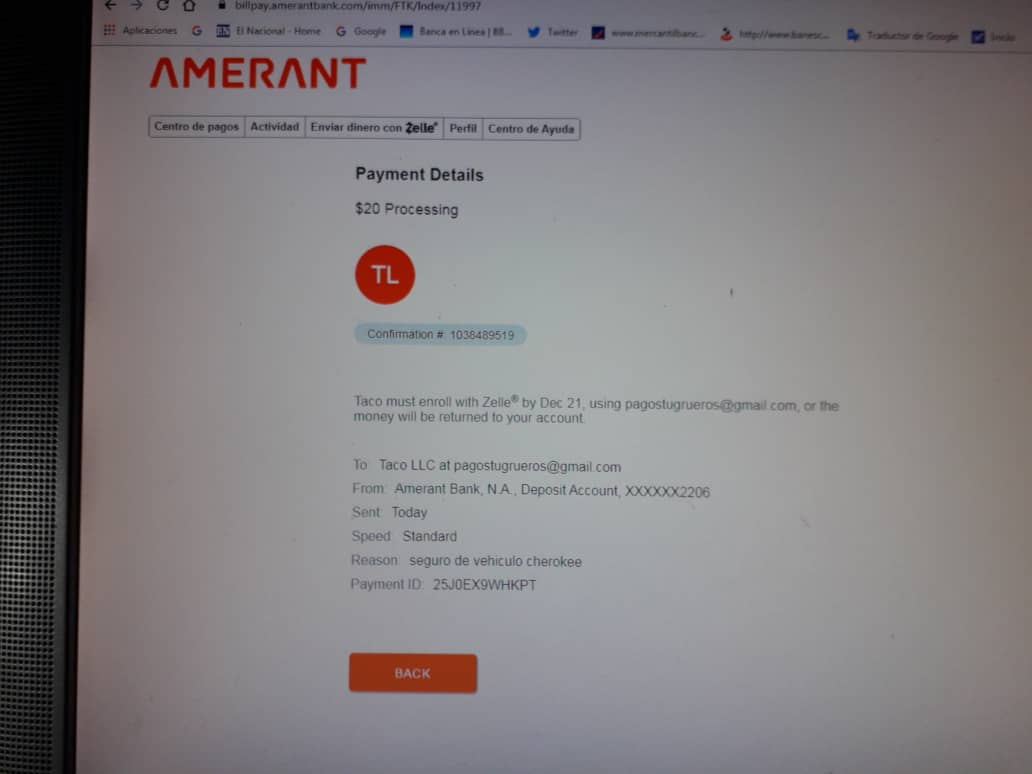 billpay.amerantbank.com/imm/FTK/Index/11997
Aplicaciones El Nacional - Home Google Banca en Linea | BB... Twitter www.mercantilbanc... http://www.banesc... Traductor de Google Inicio
AMERANT
Centro de pagos Actividad Enviar dinero con Zelle® Perfil Centro de Ayuda
Payment Details
$20 Processing
TL
Confirmation #: 1038489519
Taco must enroll with Zelle® by Dec 21, using pagostugrueros@gmail.com, or the
money will be returned to your account.
To: Taco LLC at pagostugrueros@gmail.com
From: Amerant Bank, N.A., Deposit Account, XXXXXX2206
Sent: Today
Speed: Standard
Reason: seguro de vehiculo cherokee
Payment ID: 25J0EX9WHKPT
BACK